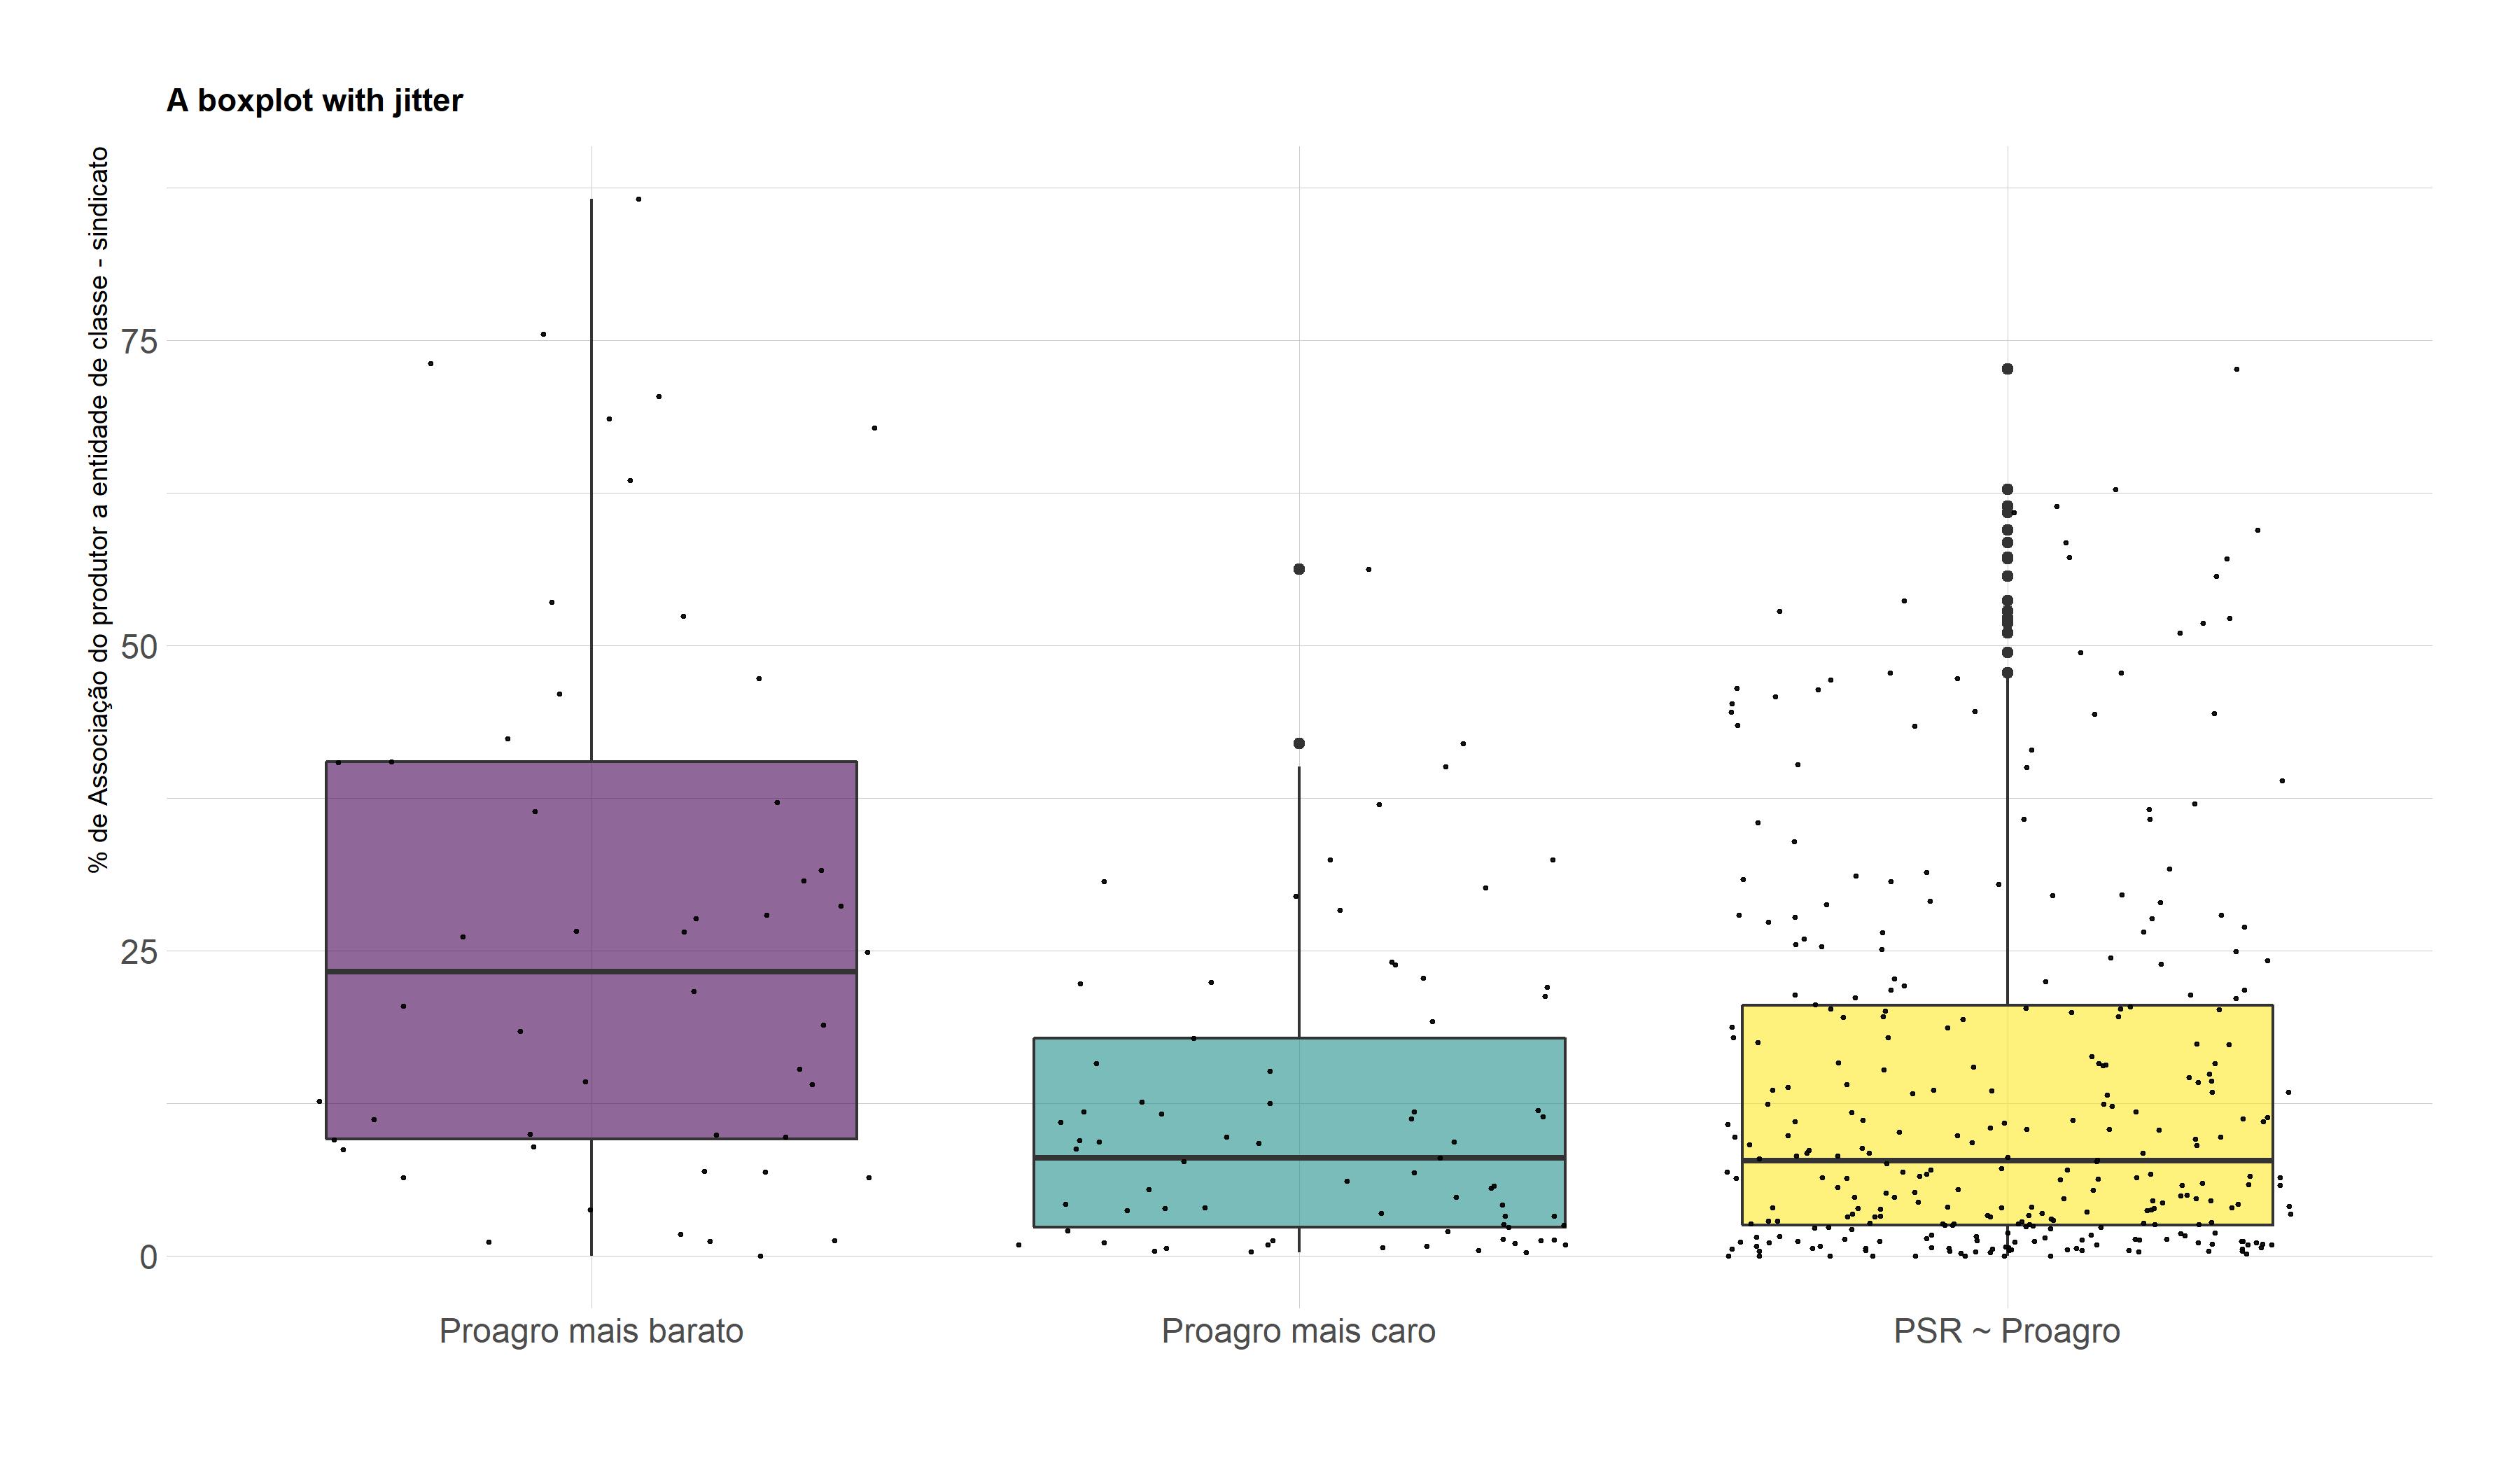 A boxplot with jitter
% de Associação do produtor a entidade de classe - sindicato
75
50
25
0
Proagro mais barato
Proagro mais caro
PSR ~ Proagro